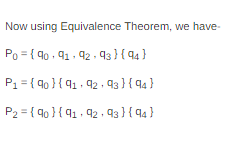 Now using Equivalence Theorem, we have-
P₀ = { q₀ , q₁ , q₂ , q₃ } { q₄ }
P₁ = { q₀ } { q₁ , q₂ , q₃ } { q₄ }
P₂ = { q₀ } { q₁ , q₂ , q₃ } { q₄ }